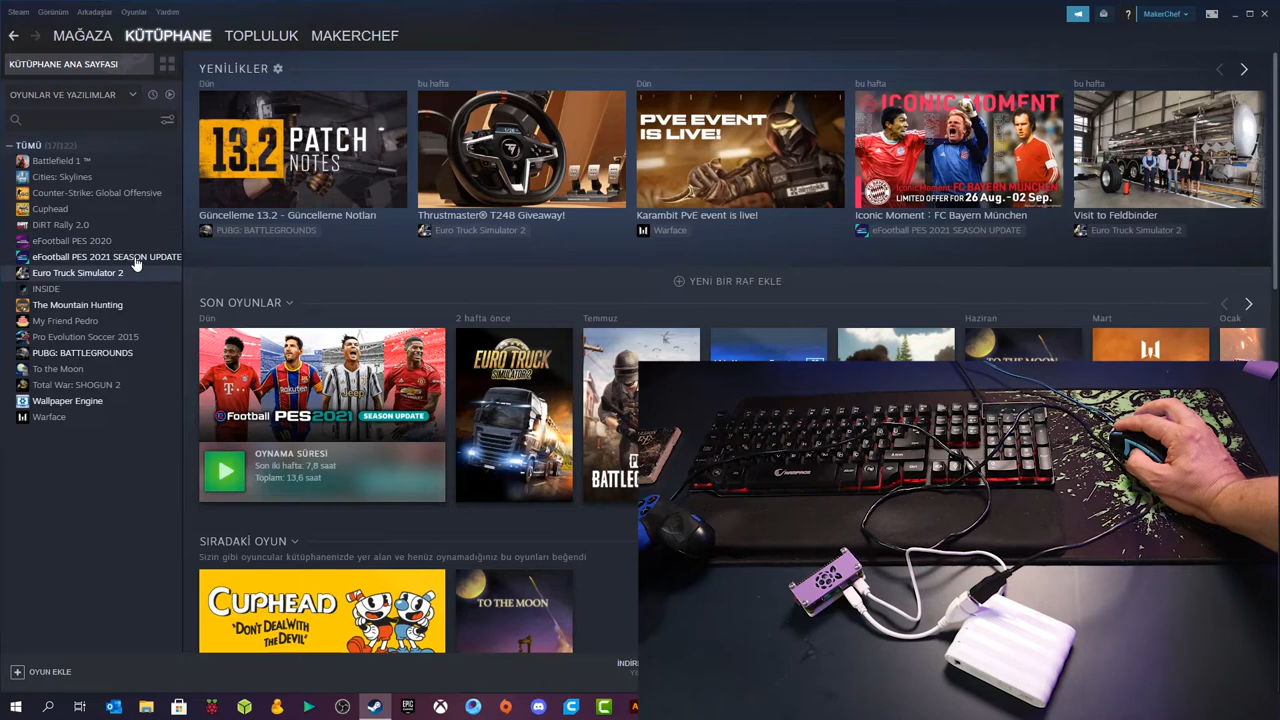 Steam Görünüm Arkadaşlar Oyunlar Yardım
MakerChef
MAĞAZA KÜTÜPHANE TOPLULUK MAKERCHEF
KÜTÜPHANE ANA SAYFASI
OYUNLAR VE YAZILIMLAR
TÜMÜ (17/122)
Battlefield 1 ™
Cities: Skylines
Counter-Strike: Global Offensive
Cuphead
DiRT Rally 2.0
eFootball PES 2020
eFootball PES 2021 SEASON UPDATE
Euro Truck Simulator 2
INSIDE
The Mountain Hunting
My Friend Pedro
Pro Evolution Soccer 2015
PUBG: BATTLEGROUNDS
To the Moon
Total War: SHOGUN 2
Wallpaper Engine
Warface
OYUN EKLE
YENİLİKLER
Dün
13.2 PATCH NOTES
Güncelleme 13.2 - Güncelleme Notları
PUBG: BATTLEGROUNDS
bu hafta
Thrustmaster® T248 Giveaway!
Euro Truck Simulator 2
Dün
PVE EVENT
IS LIVE!
Karambit PvE event is live!
Warface
bu hafta
ICONIC MOMENT
Iconic Moment : FC BAYERN MÜNCHEN
LIMITED OFFER FOR 26 AUG.-02 Sep.
Iconic Moment : FC Bayern München
eFootball PES 2021 SEASON UPDATE
bu hafta
Visit to Feldbinder
Euro Truck Simulator 2
YENİ BİR RAF EKLE
SON OYUNLAR
Dün
eFootball PES2021 SEASON UPDATE
Rakuten
Jeep
OYNAMA SÜRESİ
Son iki hafta: 7,8 saat
Toplam: 13,6 saat
2 hafta önce
EURO TRUCK
SIMULATOR 2
Temmuz
Haziran
TO THE MOON
Mart
Ocak
SIRADAKİ OYUN
Sizin gibi oyuncular kütüphanenizde yer alan ve henüz oynamadığınız bu oyunları beğendi
CUPHEAD
"DON'T DEAL WITH
THE DEVIL"
TO THE MOON
EPIC